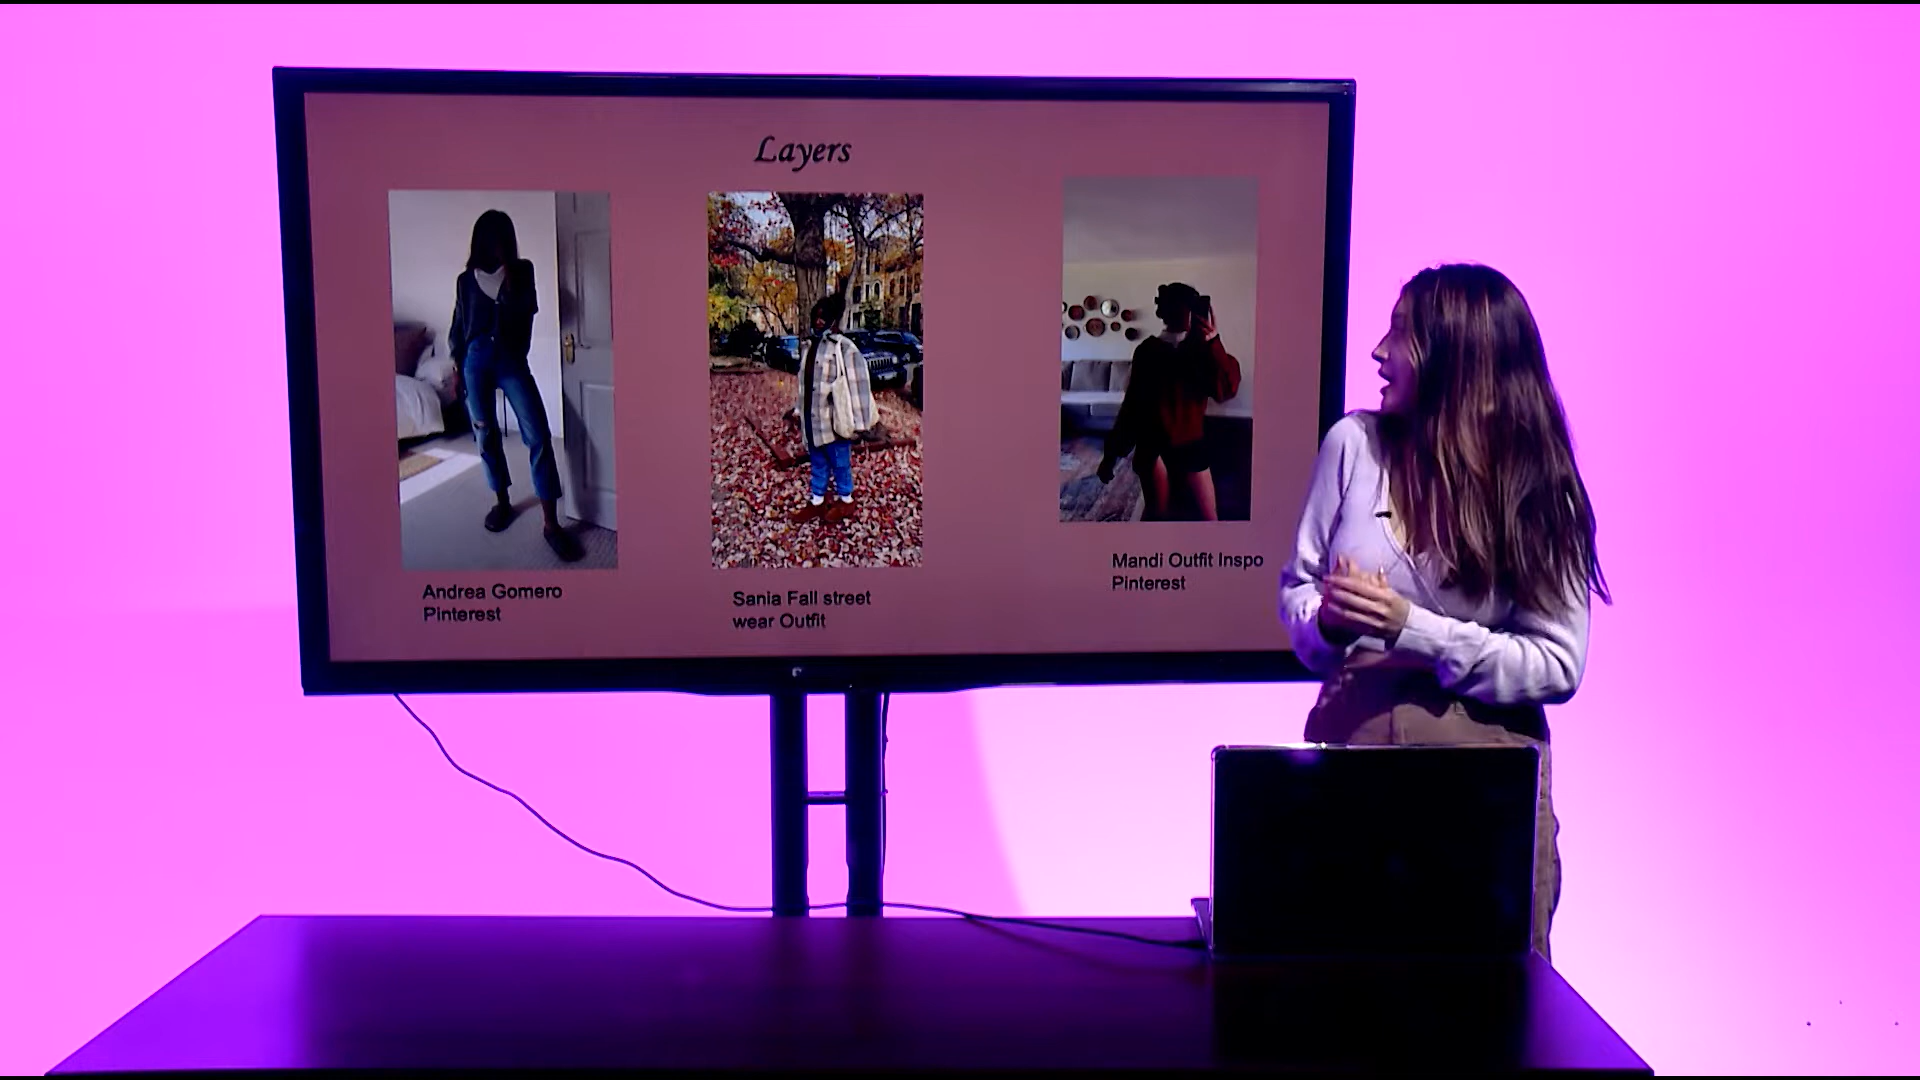 Layers
Andrea Gomero
Pinterest
Sania Fall street
wear Outfit
Mandi Outfit Inspo
Pinterest